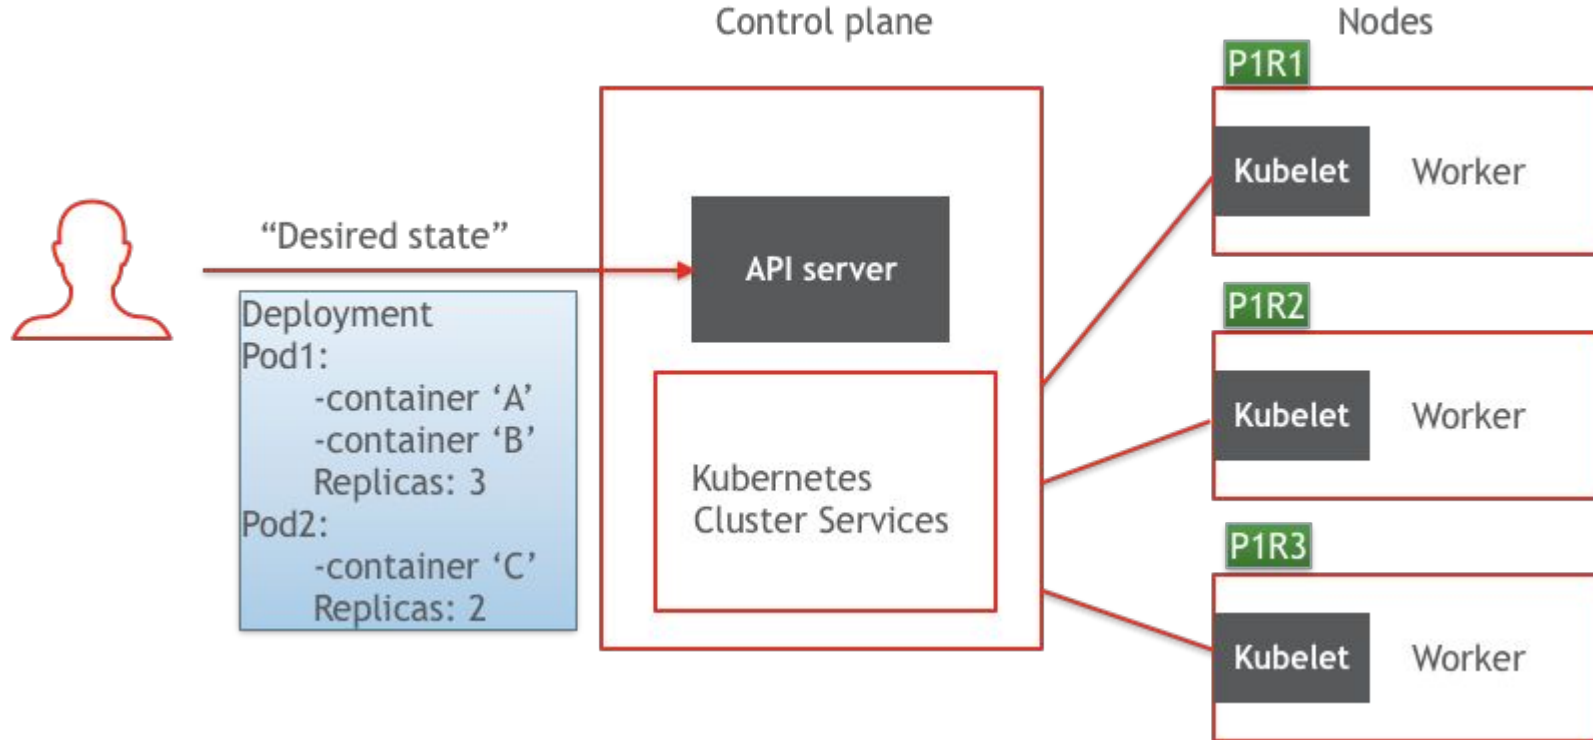 Control plane
Nodes
“Desired state”
Deployment
Pod1:
-container ‘A’
-container ‘B’
Replicas: 3
Pod2:
-container ‘C’
Replicas: 2
API server
Kubernetes
Cluster Services
P1R1
Kubelet
Worker
P1R2
Kubelet
Worker
P1R3
Kubelet
Worker